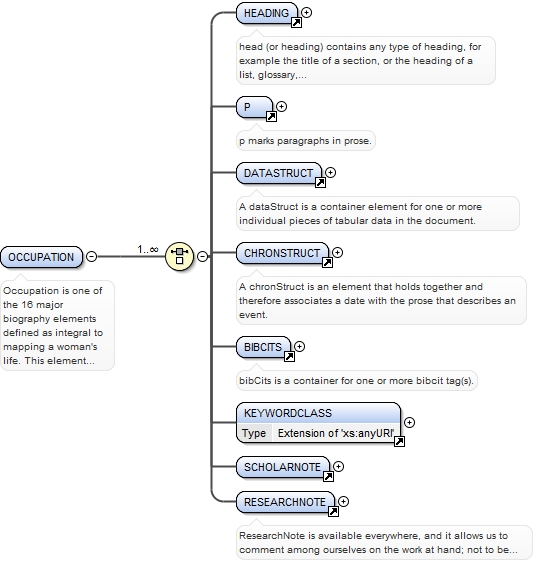 HEADING
head (or heading) contains any type of heading, for
example the title of a section, or the heading of a
list, glossary,...
P
p marks paragraphs in prose.
DATASTRUCT
A dataStruct is a container element for one or more
individual pieces of tabular data in the document.
1..∞
OCCUPATION
Occupation is one of
the 16 major
biography elements
defined as integral to
mapping a woman's
life. This element...
CHRONSTRUCT
A chronStruct is an element that holds together and
therefore associates a date with the prose that describes an
event.
BIBCITS
bibCits is a container for one or more bibcit tag(s).
KEYWORDCLASS
Type Extension of 'xs:anyURI'
SCHOLARNOTE
RESEARCHNOTE
ResearchNote is available everywhere, and it allows us to
comment among ourselves on the work at hand; not to be...